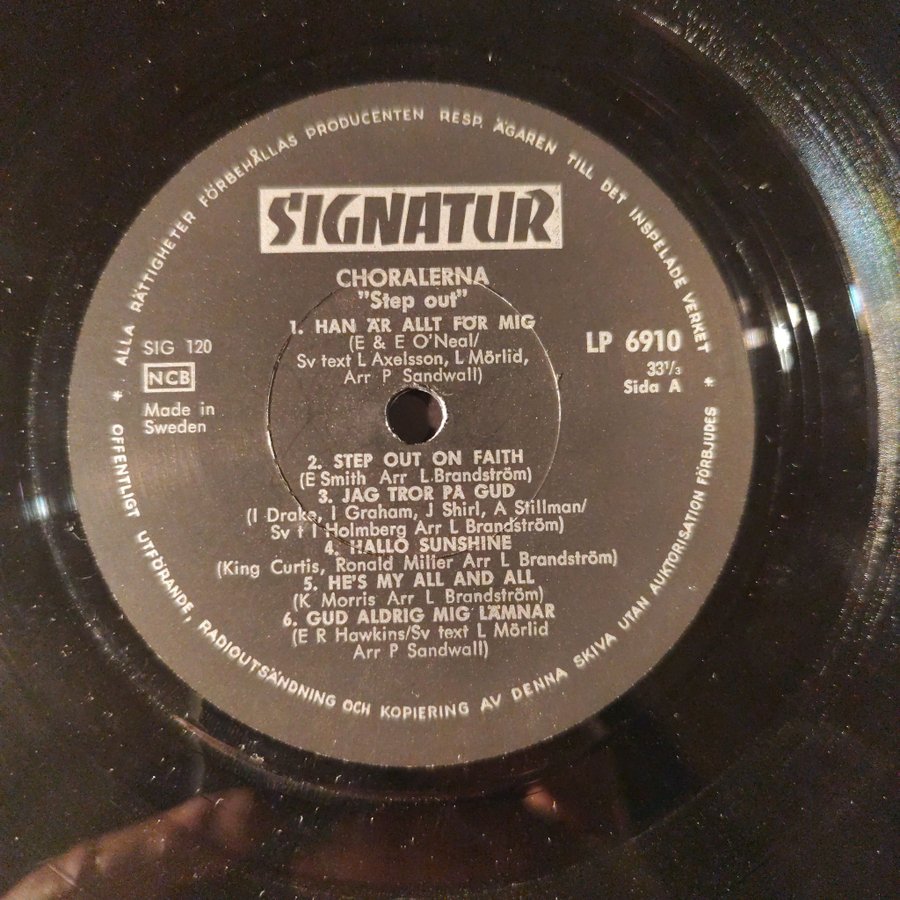 * ALLA RÄTTIGHETER FÖRBEHÅLLAS PRODUCENTEN RESP. ÄGAREN TILL DET INSPELADE VERKET *
SIGNATUR
CHORALERNA
"Step out"
1. HAN ÄR ALLT FÖR MIG
(E & E O'Neal/
Sv text L Axelsson, L Mörlid,
Arr P Sandwall)
SIG 120
NCB
Made in
Sweden
LP 6910
33⅓
Sida A
2. STEP OUT ON FAITH
(E Smith Arr L.Brandström)
3. JAG TROR PÅ GUD
(I Drake, I Graham, J Shirl, A Stillman/
Sv t I Holmberg Arr L Brandström)
4. HALLO SUNSHINE
(King Curtis, Ronald Miller Arr L Brandström)
5. HE'S MY ALL AND ALL
(K Morris Arr L Brandström)
6. GUD ALDRIG MIG LÄMNAR
(E R Hawkins/Sv text L Mörlid
Arr P Sandwall)
OFFENTLIGT UTFÖRANDE, RADIOUTSÄNDNING OCH KOPIERING AV DENNA SKIVA UTAN AUKTORISATION FÖRBJUDES